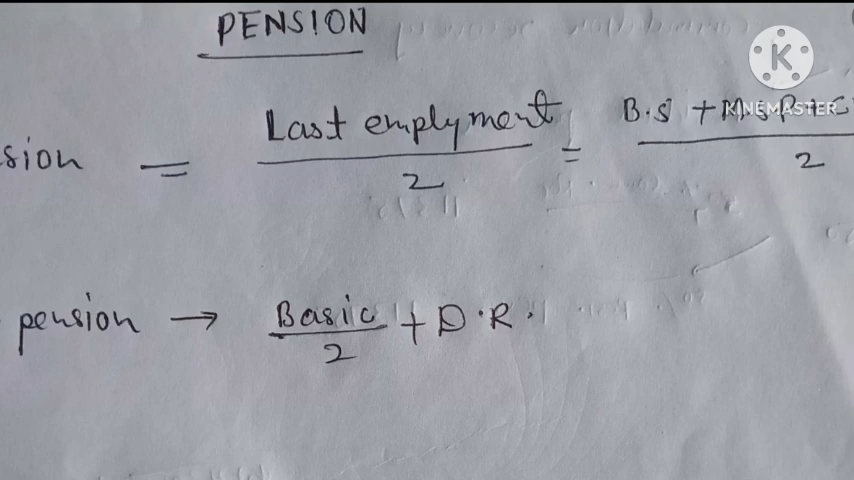 PENSION
K
KINEMASTER
sion = Last emplyment / 2 = B.S + M.S.P + C / 2
pension → Basic / 2 + D.R.